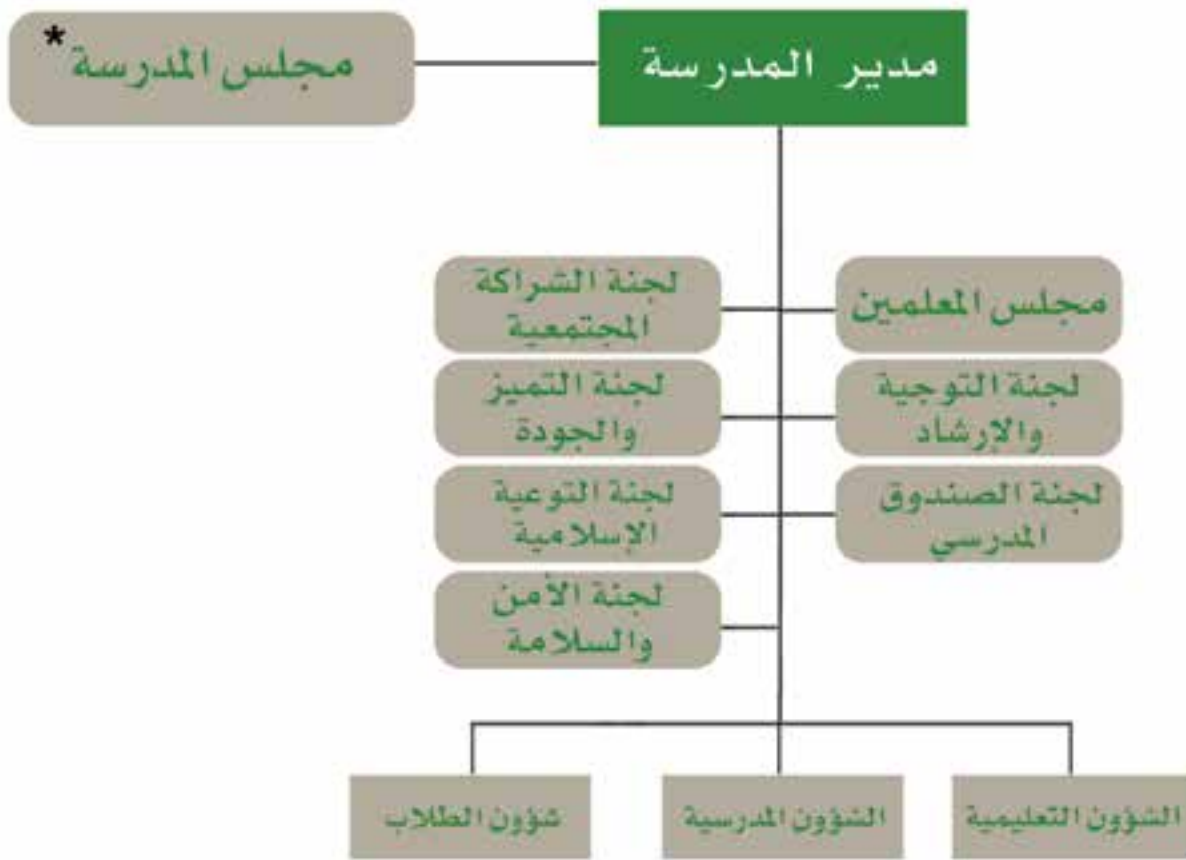 مدير المدرسة
مجلس المدرسة *
مجلس المعلمين
لجنة الشراكة
المجتمعية
لجنة التوجية
والإرشاد
لجنة التميز
والجودة
لجنة الصندوق
المدرسي
لجنة التوعية
الإسلامية
لجنة الأمن
والسلامة
الشؤون التعليمية
الشؤون المدرسية
شؤون الطلاب